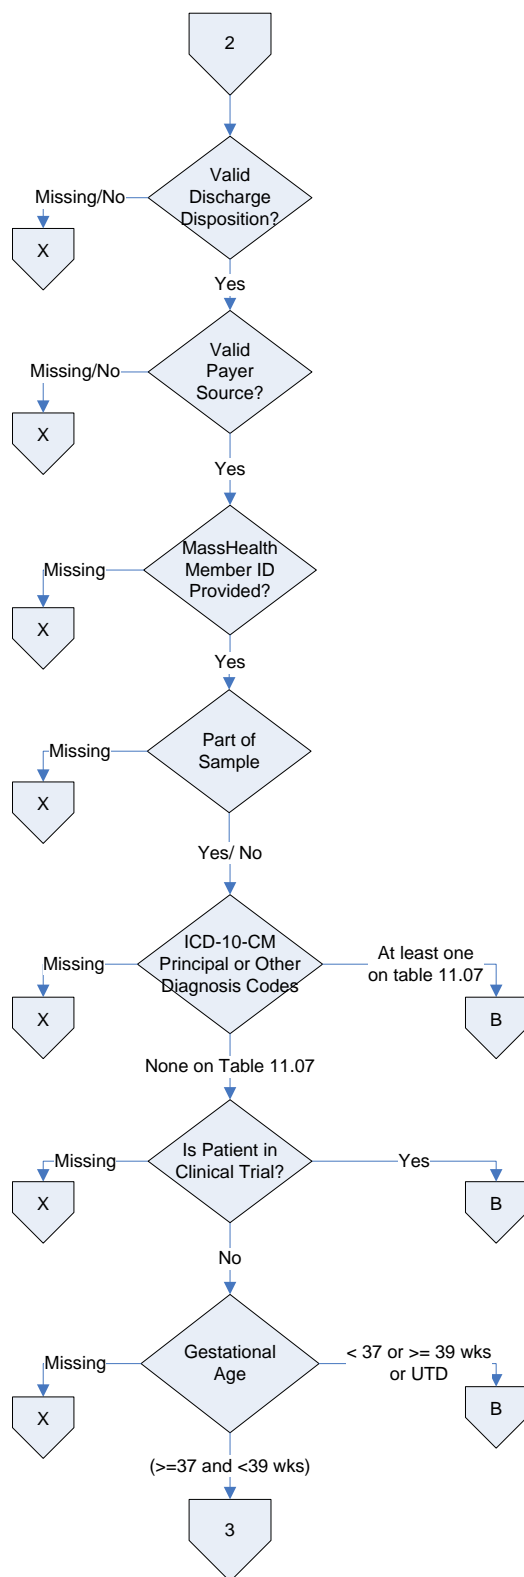 2
Valid
Discharge
Disposition?
Missing/No
X
Yes
Valid
Payer
Source?
Missing/No
X
Yes
MassHealth
Member ID
Provided?
Missing
X
Yes
Part of
Sample
Missing
X
Yes/ No
ICD-10-CM
Principal or Other
Diagnosis Codes
Missing
X
At least one
on table 11.07
B
None on Table 11.07
Is Patient in
Clinical Trial?
Missing
X
Yes
B
No
Gestational
Age
Missing
X
< 37 or >= 39 wks
or UTD
B
(>=37 and <39 wks)
3